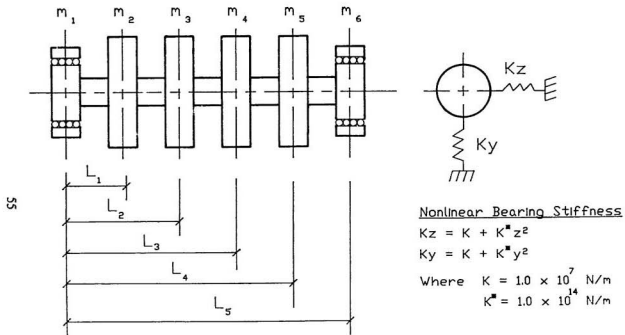 m₁ m₂ m₃ m₄ m₅ m₆
Kz
Ky
L₁
L₂
L₃
L₄
L₅
55
Nonlinear Bearing Stiffness
Kz = K + K* z²
Ky = K + K* y²
Where K = 1.0 x 10⁷ N/m
K* = 1.0 x 10¹⁴ N/m